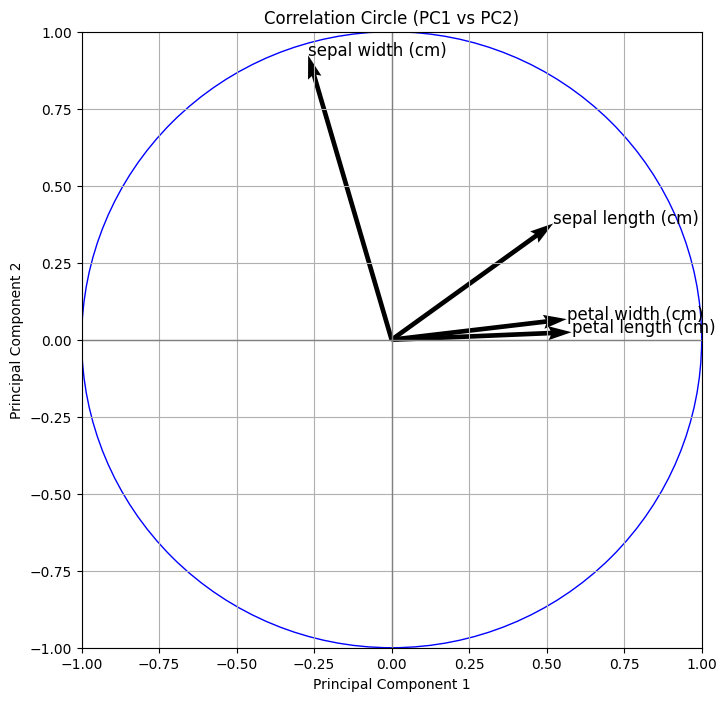 Correlation Circle (PC1 vs PC2)
1.00
sepal width (cm)
0.75
0.50
sepal length (cm)
0.25
petal width (cm)
petal length (cm)
0.00
−0.25
−0.50
−0.75
−1.00
Principal Component 2
−1.00 −0.75 −0.50 −0.25 0.00 0.25 0.50 0.75 1.00
Principal Component 1